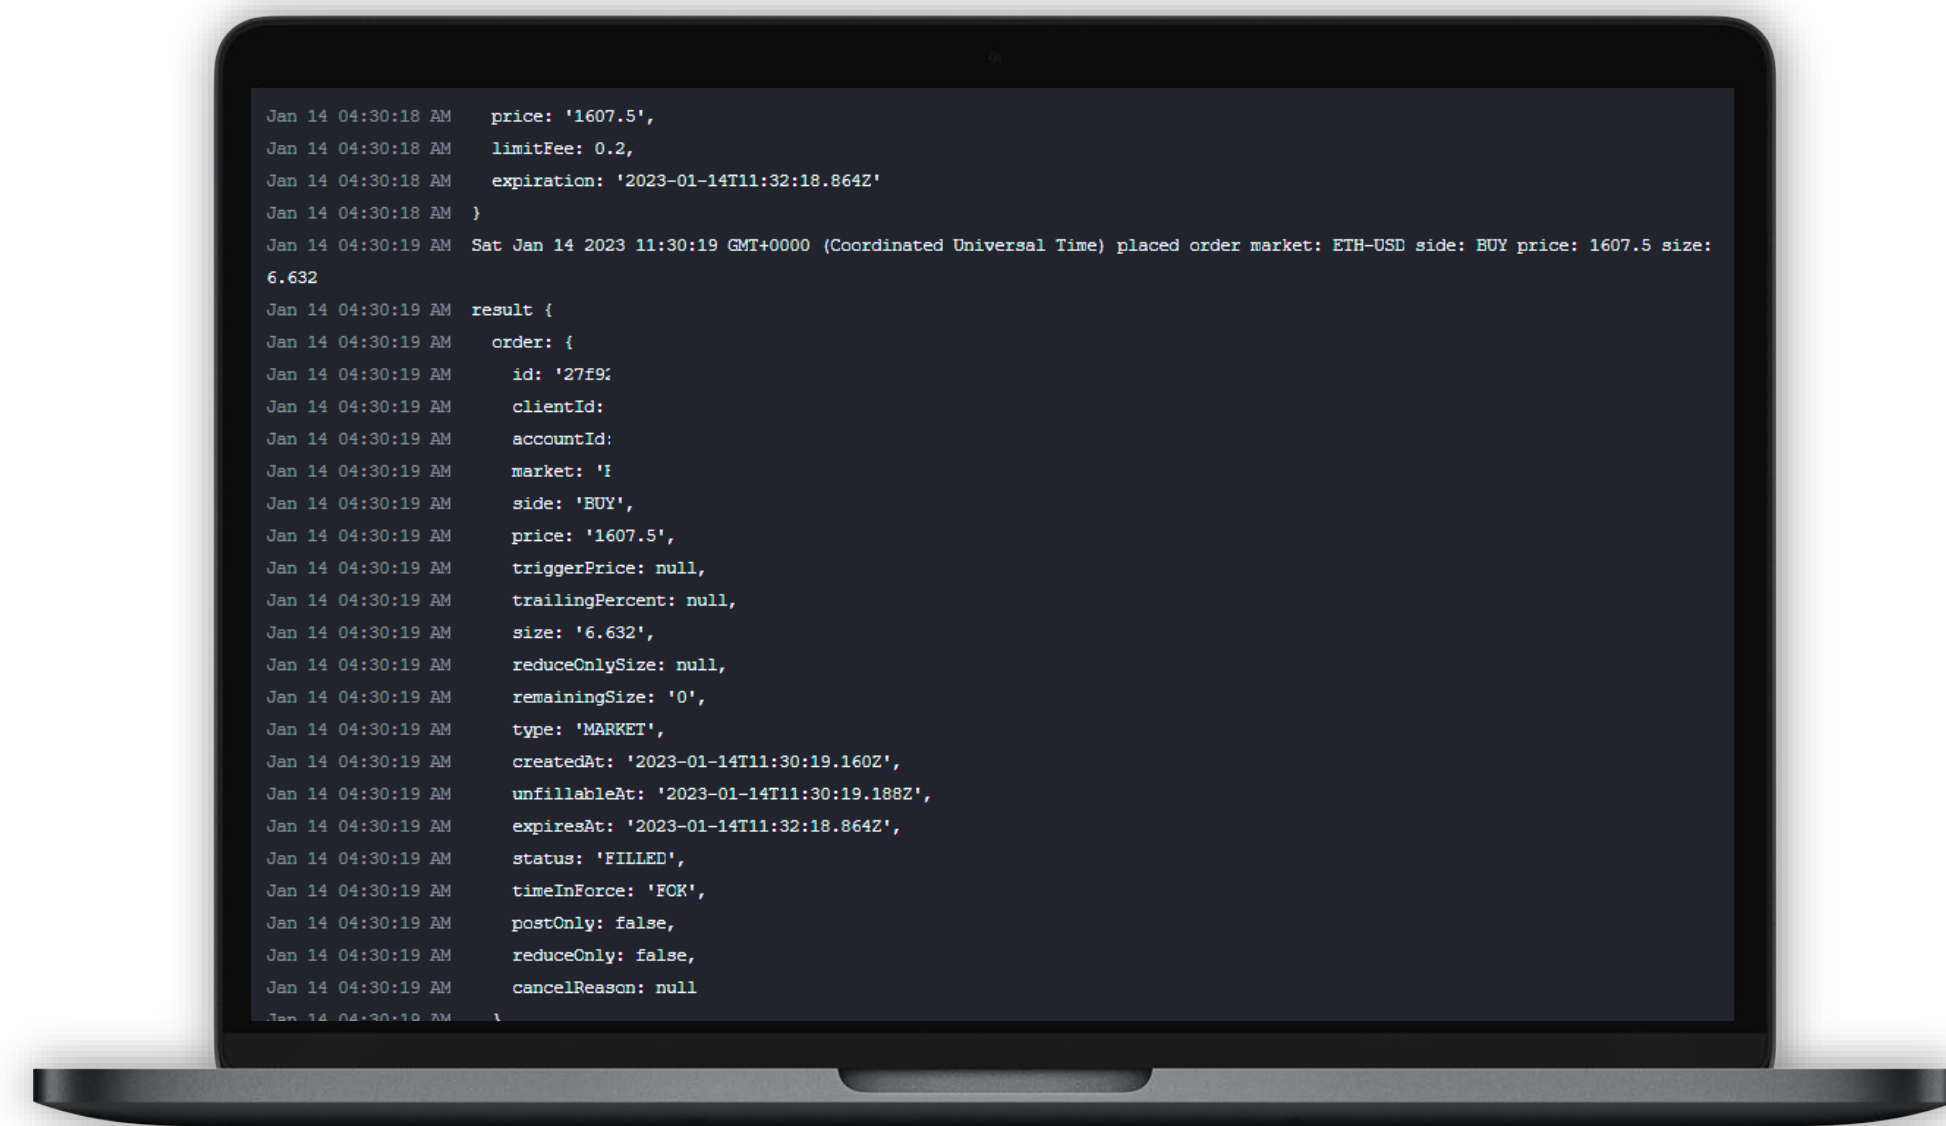 Jan 14 04:30:18 AM price: '1607.5',
Jan 14 04:30:18 AM limitFee: 0.2,
Jan 14 04:30:18 AM expiration: '2023-01-14T11:32:18.864Z'
Jan 14 04:30:18 AM }
Jan 14 04:30:19 AM Sat Jan 14 2023 11:30:19 GMT+0000 (Coordinated Universal Time) placed order market: ETH-USD side: BUY price: 1607.5 size:
6.632
Jan 14 04:30:19 AM result {
Jan 14 04:30:19 AM order: {
Jan 14 04:30:19 AM id: '27f92
Jan 14 04:30:19 AM clientId:
Jan 14 04:30:19 AM accountId:
Jan 14 04:30:19 AM market: '
Jan 14 04:30:19 AM side: 'BUY',
Jan 14 04:30:19 AM price: '1607.5',
Jan 14 04:30:19 AM triggerPrice: null,
Jan 14 04:30:19 AM trailingPercent: null,
Jan 14 04:30:19 AM size: '6.632',
Jan 14 04:30:19 AM reduceOnlySize: null,
Jan 14 04:30:19 AM remainingSize: '0',
Jan 14 04:30:19 AM type: 'MARKET',
Jan 14 04:30:19 AM createdAt: '2023-01-14T11:30:19.160Z',
Jan 14 04:30:19 AM unfillableAt: '2023-01-14T11:30:19.188Z',
Jan 14 04:30:19 AM expiresAt: '2023-01-14T11:32:18.864Z',
Jan 14 04:30:19 AM status: 'FILLED',
Jan 14 04:30:19 AM timeInForce: 'FOK',
Jan 14 04:30:19 AM postOnly: false,
Jan 14 04:30:19 AM reduceOnly: false,
Jan 14 04:30:19 AM cancelReason: null
Jan 14 04:30:19 AM }